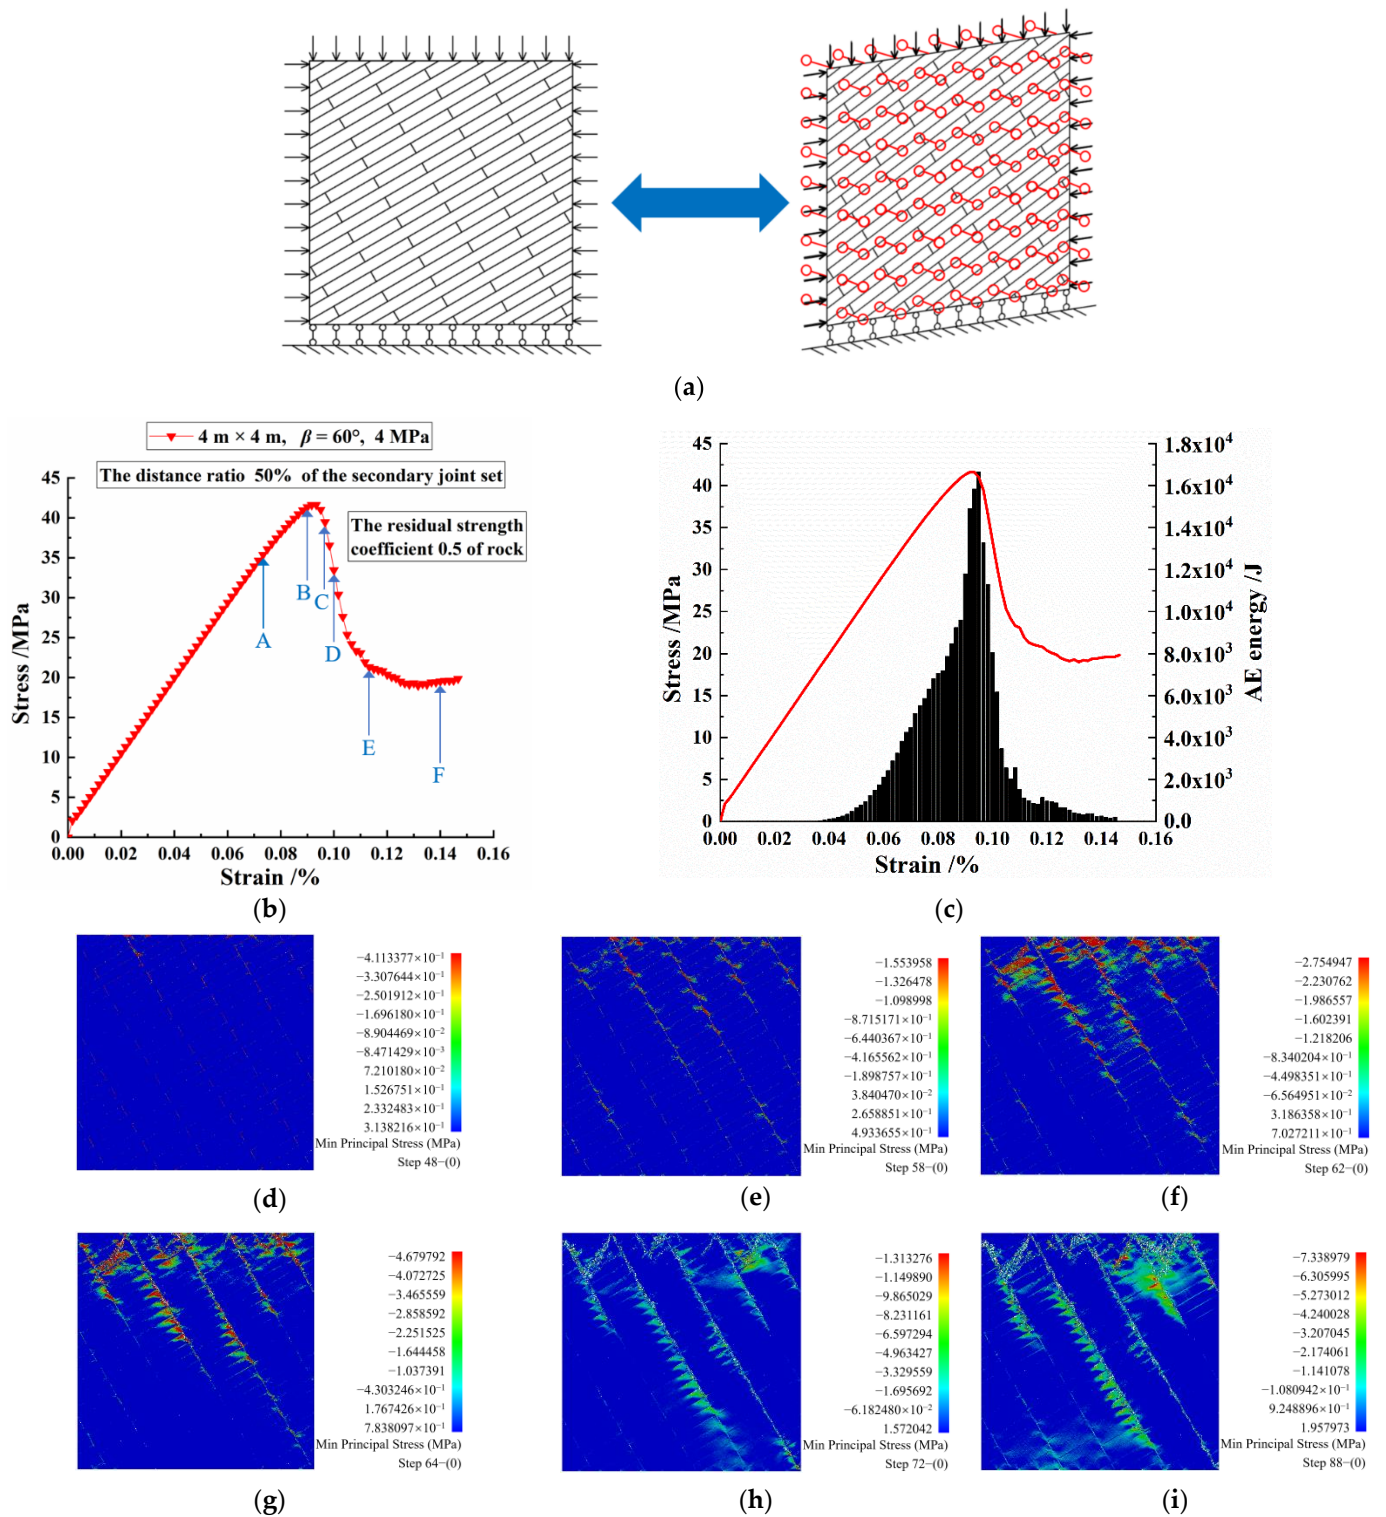 (a)
4 m × 4 m, β = 60°, 4 MPa
The distance ratio 50% of the secondary joint set
The residual strength
coefficient 0.5 of rock
Stress /MPa
45
40
35
30
25
20
15
10
5
0
A
B
C
D
E
F
0.00 0.02 0.04 0.06 0.08 0.10 0.12 0.14 0.16
Strain /%
(b)
Stress /MPa
45
40
35
30
25
20
15
10
5
0
0.00 0.02 0.04 0.06 0.08 0.10 0.12 0.14 0.16
Strain /%
1.8x10⁴
1.6x10⁴
1.4x10⁴
1.2x10⁴
1.0x10⁴
8.0x10³
6.0x10³
4.0x10³
2.0x10³
0.0
AE energy /J
(c)
−4.113377×10⁻¹
−3.307644×10⁻¹
−2.501912×10⁻¹
−1.696180×10⁻¹
−8.904469×10⁻²
−8.471429×10⁻³
7.210180×10⁻²
1.526751×10⁻¹
2.332483×10⁻¹
3.138216×10⁻¹
Min Principal Stress (MPa)
Step 48−(0)
(d)
−1.553958
−1.326478
−1.098998
−8.715171×10⁻¹
−6.440367×10⁻¹
−4.165562×10⁻¹
−1.898757×10⁻¹
3.840470×10⁻²
2.658851×10⁻¹
4.933655×10⁻¹
Min Principal Stress (MPa)
Step 58−(0)
(e)
−2.754947
−2.230762
−1.986557
−1.602391
−1.218206
−8.340204×10⁻¹
−4.498351×10⁻¹
−6.564951×10⁻²
3.186358×10⁻¹
7.027211×10⁻¹
Min Principal Stress (MPa)
Step 62−(0)
(f)
−4.679792
−4.072725
−3.465559
−2.858592
−2.251525
−1.644458
−1.037391
−4.303246×10⁻¹
1.767426×10⁻¹
7.838097×10⁻¹
Min Principal Stress (MPa)
Step 64−(0)
(g)
−1.313276
−1.149890
−9.865029
−8.231161
−6.597294
−4.963427
−3.329559
−1.695692
−6.182480×10⁻²
1.572042
Min Principal Stress (MPa)
Step 72−(0)
(h)
−7.338979
−6.305995
−5.273012
−4.240028
−3.207045
−2.174061
−1.141078
−1.080942×10⁻¹
9.248896×10⁻¹
1.957973
Min Principal Stress (MPa)
Step 88−(0)
(i)